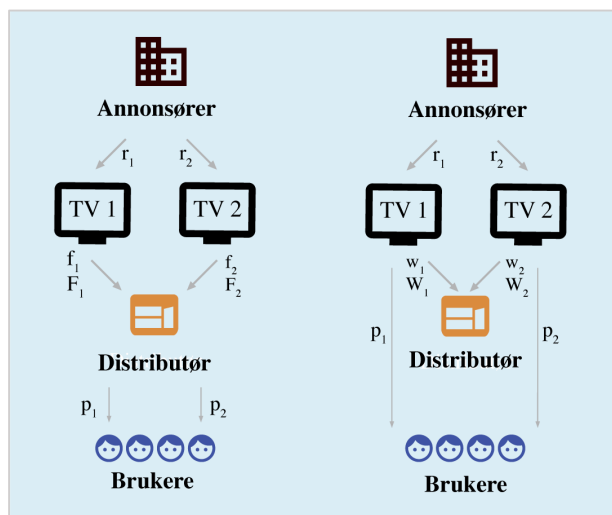 Annonsører
r₁ r₂
TV 1 TV 2
f₁ f₂
F₁ F₂
Distributør
p₁ p₂
Brukere
Annonsører
r₁ r₂
TV 1 TV 2
w₁ w₂
W₁ W₂
p₁ p₂
Distributør
Brukere